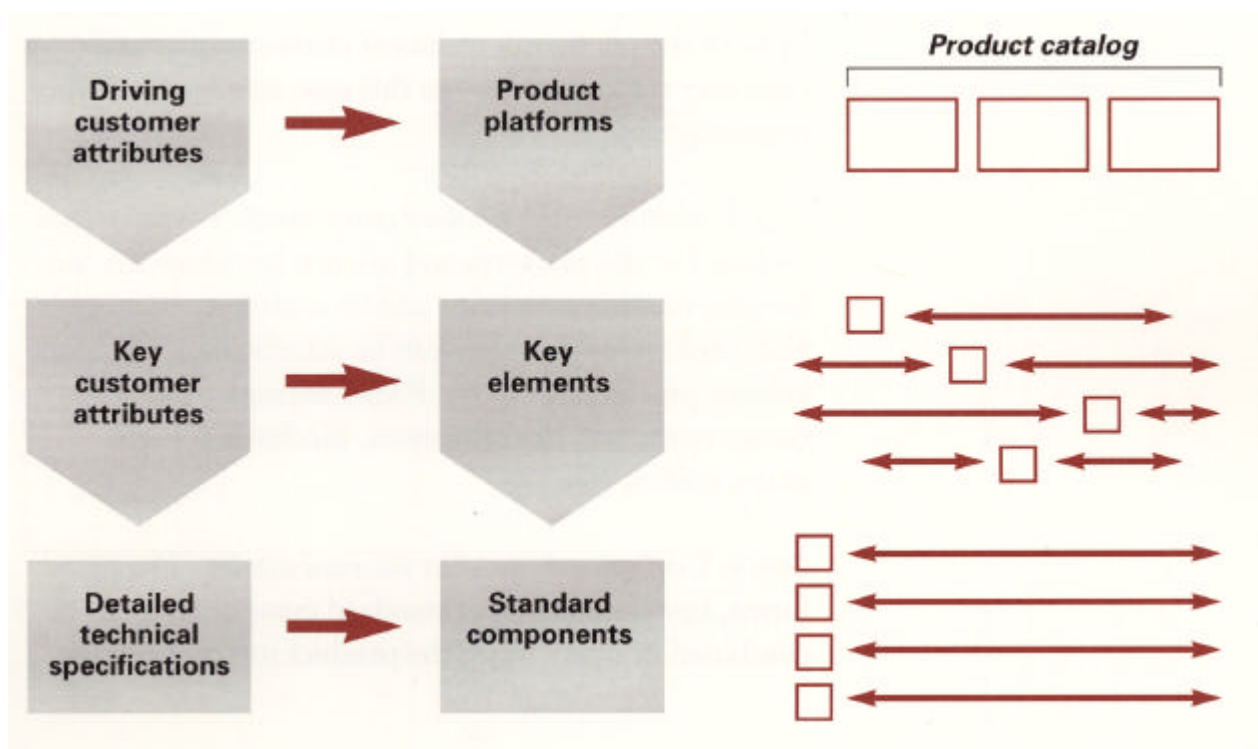 Driving
customer
attributes
Product
platforms
Product catalog
Key
customer
attributes
Key
elements
Detailed
technical
specifications
Standard
components